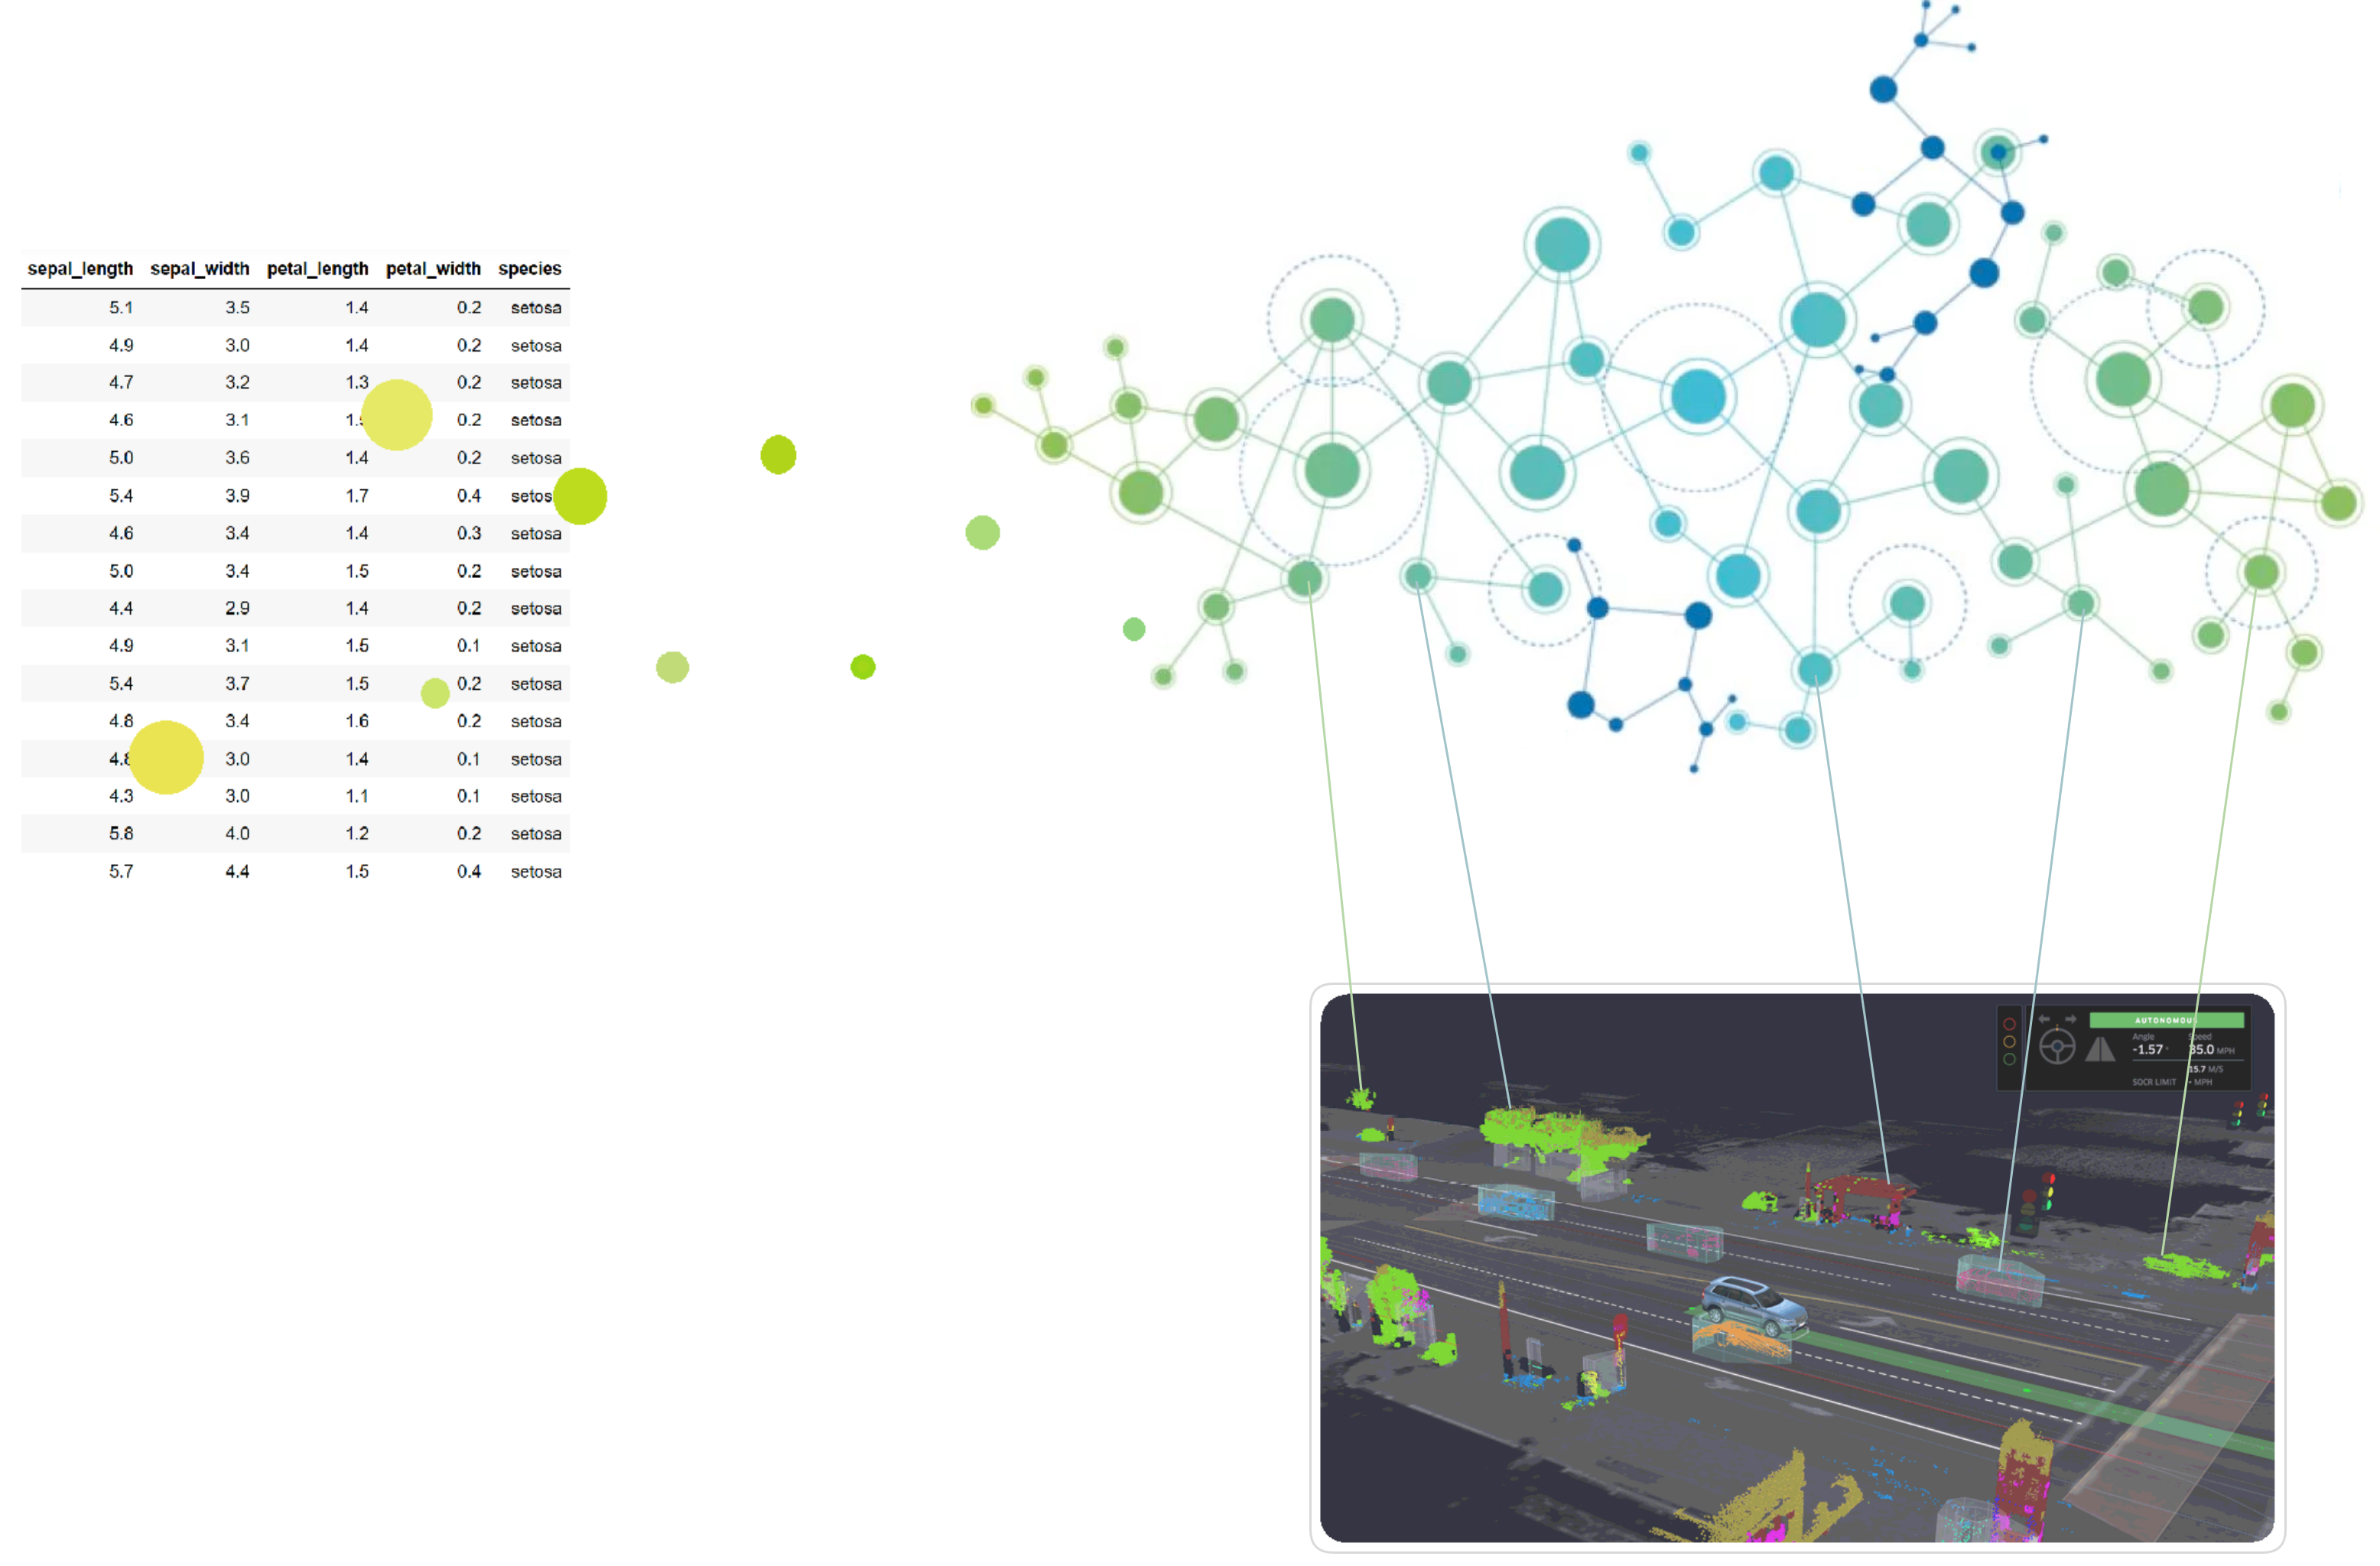 sepal_length sepal_width petal_length petal_width species
5.1 3.5 1.4 0.2 setosa
4.9 3.0 1.4 0.2 setosa
4.7 3.2 1.3 0.2 setosa
4.6 3.1 0.2 setosa
5.0 3.6 1.4 0.2 setosa
5.4 3.9 1.7 0.4 setos
4.6 3.4 1.4 0.3 setosa
5.0 3.4 1.5 0.2 setosa
4.4 2.9 1.4 0.2 setosa
4.9 3.1 1.5 0.1 setosa
5.4 3.7 1.5 0.2 setosa
4.8 3.4 1.6 0.2 setosa
4.8 3.0 1.4 0.1 setosa
4.3 3.0 1.1 0.1 setosa
5.8 4.0 1.2 0.2 setosa
5.7 4.4 1.5 0.4 setosa
AUTONOMOUS
Angle Speed
-1.57° 35.0 MPH
15.7 M/S
SOCR LIMIT - MPH